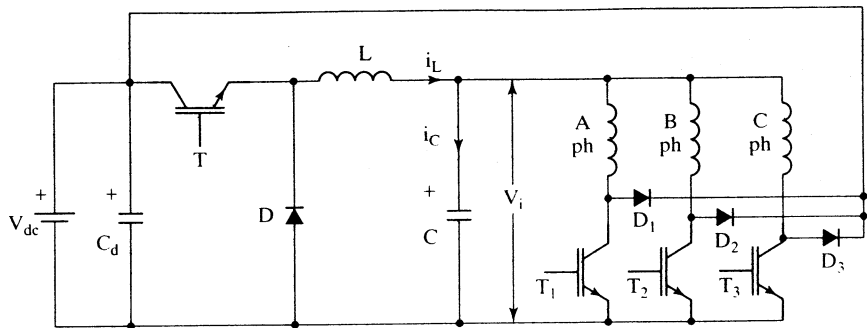 L
i_L
T
D
+
V_dc
+
C_d
i_C
+
C
V_i
A
ph
B
ph
C
ph
D_1
D_2
D_3
T_1
T_2
T_3